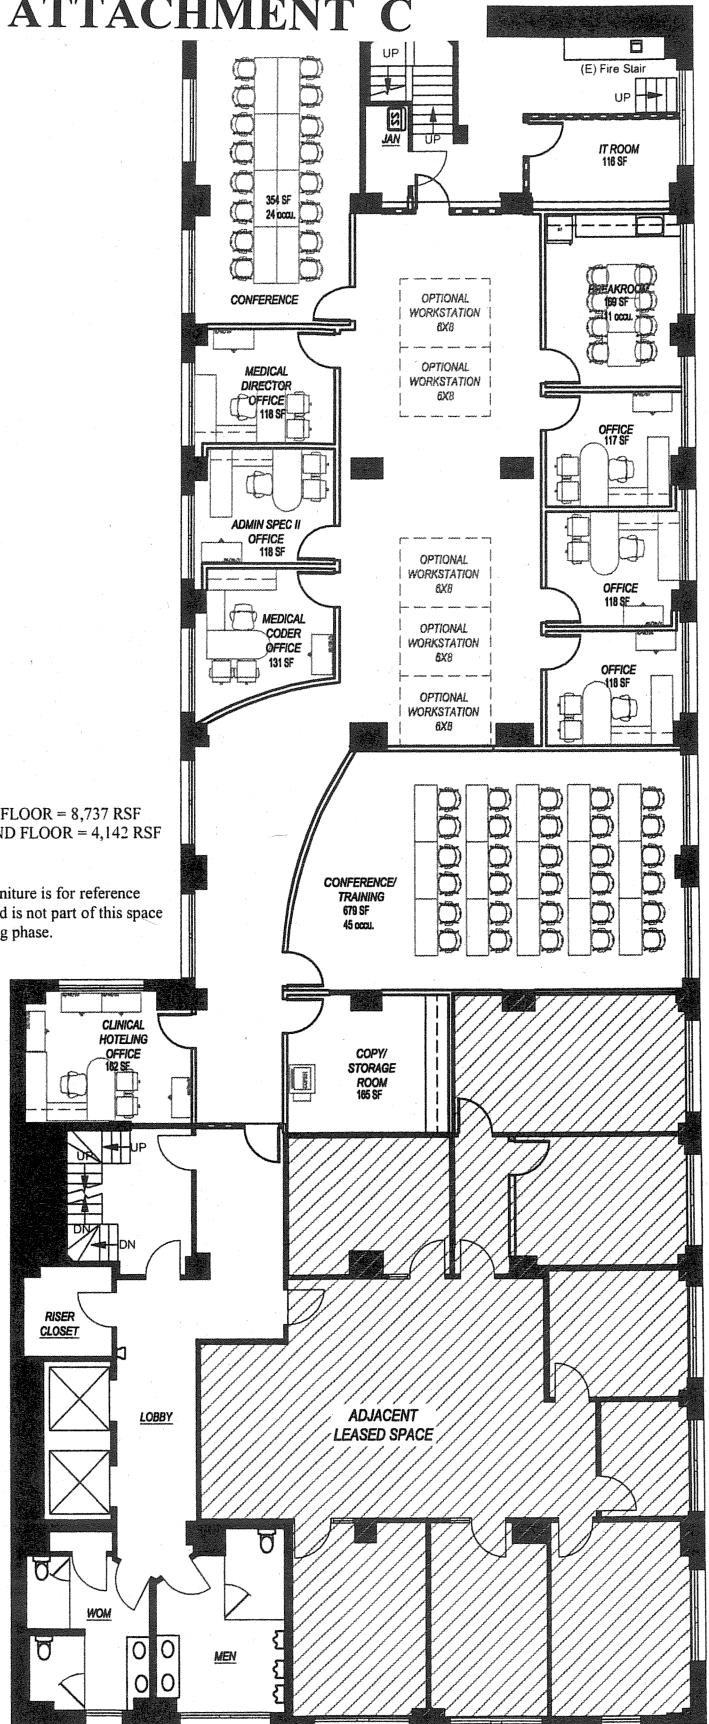 ATTACHMENT C
UP
(E) Fire Stair
UP
JAN
UP
IT ROOM
116 SF
354 SF
24 occu.
CONFERENCE
OPTIONAL
WORKSTATION
6X8
BREAKROOM
169 SF
11 occu.
OPTIONAL
WORKSTATION
6X8
MEDICAL
DIRECTOR
OFFICE
118 SF
OFFICE
117 SF
ADMIN SPEC II
OFFICE
118 SF
OPTIONAL
WORKSTATION
6X8
OFFICE
118 SF
MEDICAL
CODER
OFFICE
131 SF
OPTIONAL
WORKSTATION
6X8
OFFICE
118 SF
OPTIONAL
WORKSTATION
6X8
FLOOR = 8,737 RSF
ND FLOOR = 4,142 RSF
niture is for reference
d is not part of this space
g phase.
CONFERENCE/
TRAINING
679 SF
45 occu.
CLINICAL
HOTELING
OFFICE
162 SF
COPY/
STORAGE
ROOM
165 SF
UP
UP
DN
DN
RISER
CLOSET
LOBBY
ADJACENT
LEASED SPACE
WOM
MEN